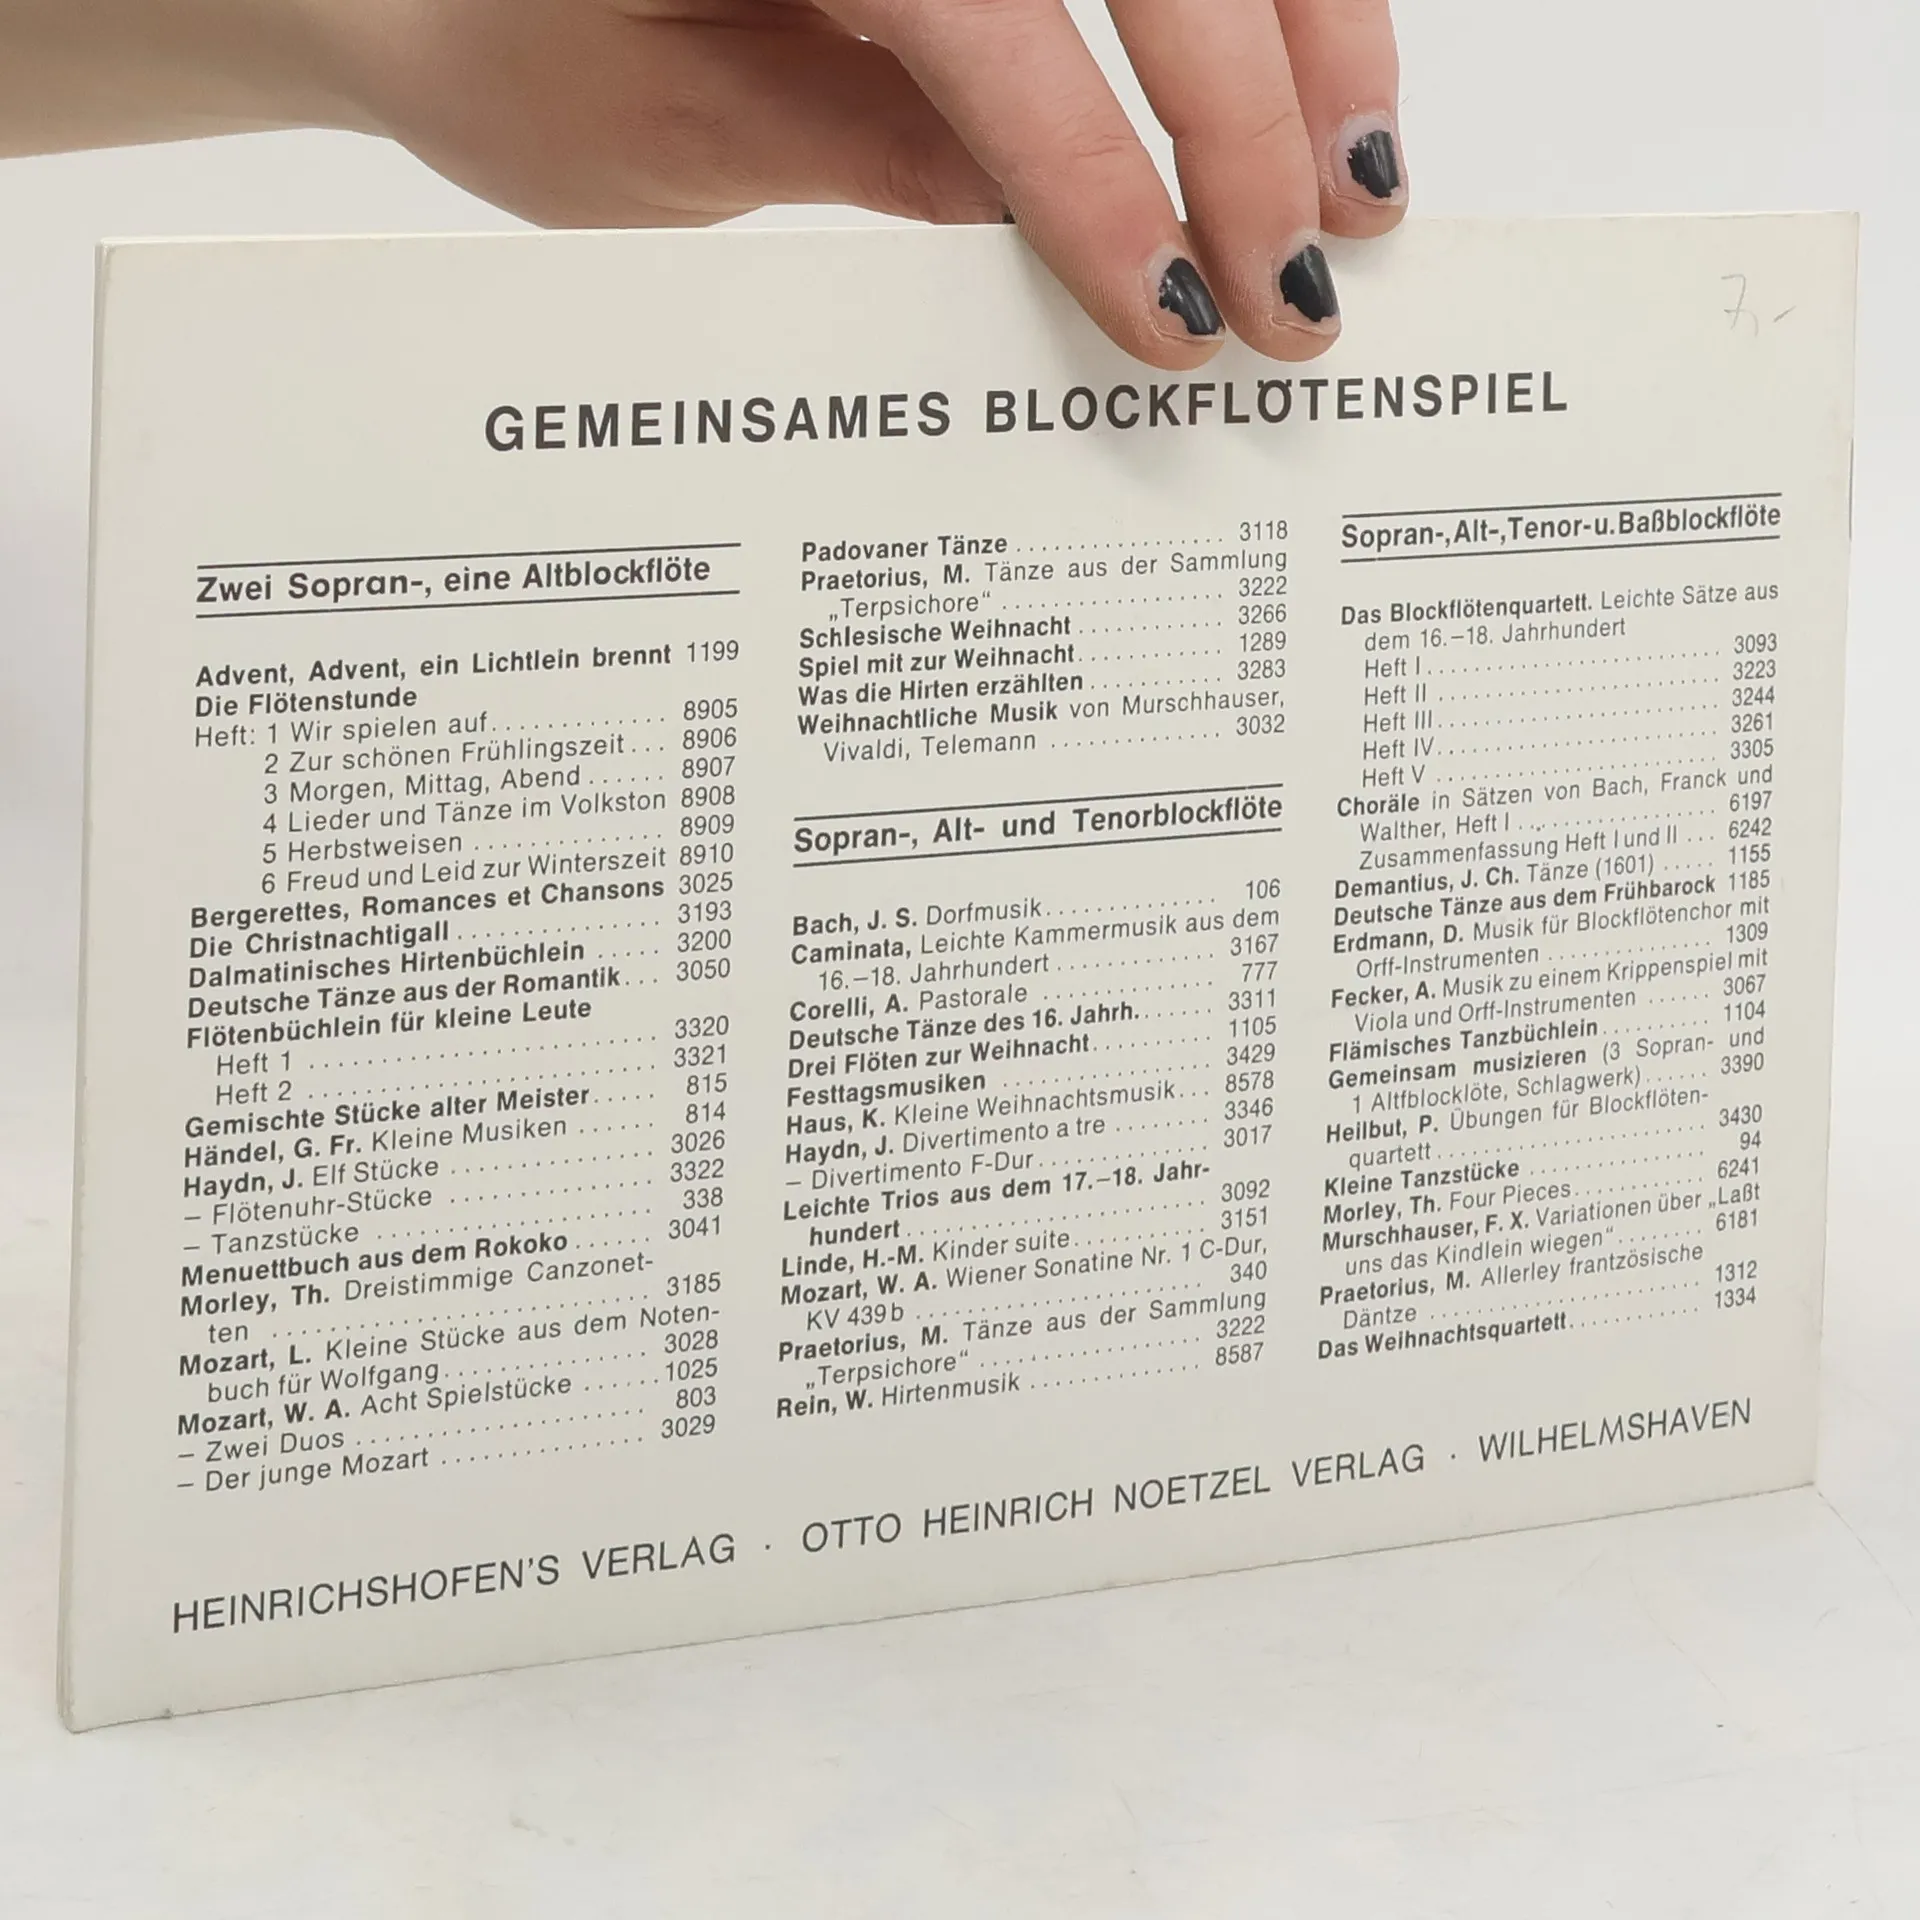 7,-
GEMEINSAMES BLOCKFLÖTENSPIEL
Zwei Sopran-, eine Altblockflöte
Advent, Advent, ein Lichtlein brennt 1199
Die Flötenstunde
Heft: 1 Wir spielen auf.............. 8905
2 Zur schönen Frühlingszeit... 8906
3 Morgen, Mittag, Abend...... 8907
4 Lieder und Tänze im Volkston 8908
5 Herbstweisen ............. 8909
6 Freud und Leid zur Winterszeit 8910
Bergerettes, Romances et Chansons 3025
Die Christnachtigall................ 3193
Dalmatinisches Hirtenbüchlein ..... 3200
Deutsche Tänze aus der Romantik... 3050
Flötenbüchlein für kleine Leute
Heft 1 ............................ 3320
Heft 2 ............................ 3321
Gemischte Stücke alter Meister..... 815
Händel, G. Fr. Kleine Musiken ...... 814
Haydn, J. Elf Stücke ................ 3026
– Flötenuhr-Stücke ................ 3322
– Tanzstücke ...................... 338
Menuettbuch aus dem Rokoko...... 3041
Morley, Th. Dreistimmige Canzonet-
ten .............................. 3185
Mozart, L. Kleine Stücke aus dem Noten-
buch für Wolfgang................ 3028
Mozart, W. A. Acht Spielstücke ...... 1025
– Zwei Duos ...................... 803
– Der junge Mozart ................ 3029
Padovaner Tänze ................. 3118
Praetorius, M. Tänze aus der Sammlung
„Terpsichore“ .................. 3222
Schlesische Weihnacht............ 3266
Spiel mit zur Weihnacht............ 1289
Was die Hirten erzählten........... 3283
Weihnachtliche Musik von Murschhauser,
Vivaldi, Telemann .............. 3032
Sopran-, Alt- und Tenorblockflöte
Bach, J. S. Dorfmusik.............. 106
Caminata, Leichte Kammermusik aus dem
16.–18. Jahrhundert............. 3167
Corelli, A. Pastorale .............. 777
Deutsche Tänze des 16. Jahrh....... 3311
Drei Flöten zur Weihnacht.......... 1105
Festtagsmusiken ................. 3429
Haus, K. Kleine Weihnachtsmusik... 8578
Haydn, J. Divertimento a tre ........ 3346
– Divertimento F-Dur.............. 3017
Leichte Trios aus dem 17.–18. Jahr-
hundert ........................ 3092
Linde, H.-M. Kinder suite........... 3151
Mozart, W. A. Wiener Sonatine Nr. 1 C-Dur,
KV 439 b ....................... 340
Praetorius, M. Tänze aus der Sammlung
„Terpsichore“ .................. 3222
Rein, W. Hirtenmusik .............. 8587
Sopran-, Alt-, Tenor- u. Baßblockflöte
Das Blockflötenquartett. Leichte Sätze aus
dem 16.–18. Jahrhundert
Heft I.......................... 3093
Heft II ......................... 3223
Heft III......................... 3244
Heft IV......................... 3261
Heft V ......................... 3305
Choräle in Sätzen von Bach, Franck und
Walther, Heft I .................. 6197
Zusammenfassung Heft I und II ... 6242
Demantius, J. Ch. Tänze (1601) ..... 1155
Deutsche Tänze aus dem Frühbarock 1185
Erdmann, D. Musik für Blockflötenchor mit
Orff-Instrumenten ............... 1309
Fecker, A. Musik zu einem Krippenspiel mit
Viola und Orff-Instrumenten ...... 3067
Flämisches Tanzbüchlein.......... 1104
Gemeinsam musizieren (3 Sopran- und
1 Altfblocklöte, Schlagwerk)...... 3390
Heilbut, P. Übungen für Blockflöten-
quartett......................... 3430
Kleine Tanzstücke ................ 94
Morley, Th. Four Pieces............. 6241
Murschhauser, F. X. Variationen über „Laßt
uns das Kindlein wiegen“........ 6181
Praetorius, M. Allerley frantzösische
Däntze ......................... 1312
Das Weihnachtsquartett............ 1334
HEINRICHSHOFEN'S VERLAG · OTTO HEINRICH NOETZEL VERLAG · WILHELMSHAVEN